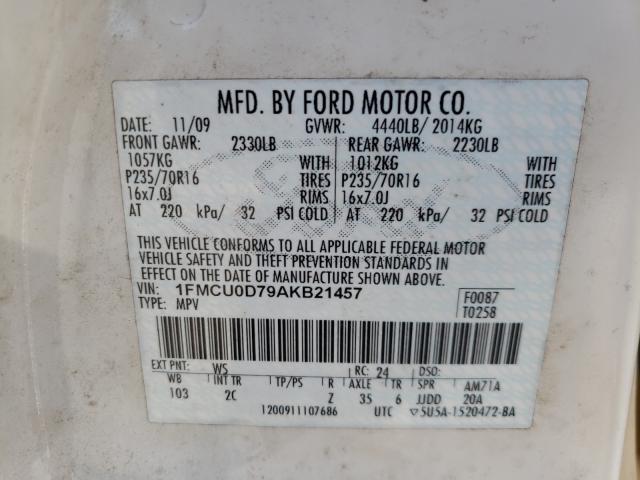 MFD. BY FORD MOTOR CO.
DATE: 11/09 GVWR: 4440LB/ 2014KG
FRONT GAWR: 2330LB REAR GAWR: 2230LB
1057KG WITH 1012KG WITH
P235/70R16 TIRES P235/70R16 TIRES
16x7.0J RIMS 16x7.0J RIMS
AT 220 kPa/ 32 PSI COLD AT 220 kPa/ 32 PSI COLD
THIS VEHICLE CONFORMS TO ALL APPLICABLE FEDERAL MOTOR
VEHICLE SAFETY AND THEFT PREVENTION STANDARDS IN
EFFECT ON THE DATE OF MANUFACTURE SHOWN ABOVE.
VIN: 1FMCU0D79AKB21457 F0087
TYPE: MPV T0258
EXT PNT: WS RC: 24 DSO:
WB INT TR TP/PS R AXLE TR SPR AM71A
103 2C Z 35 6 JJDD 20A
1200911107686 UTC 5U5A-1520472-BA